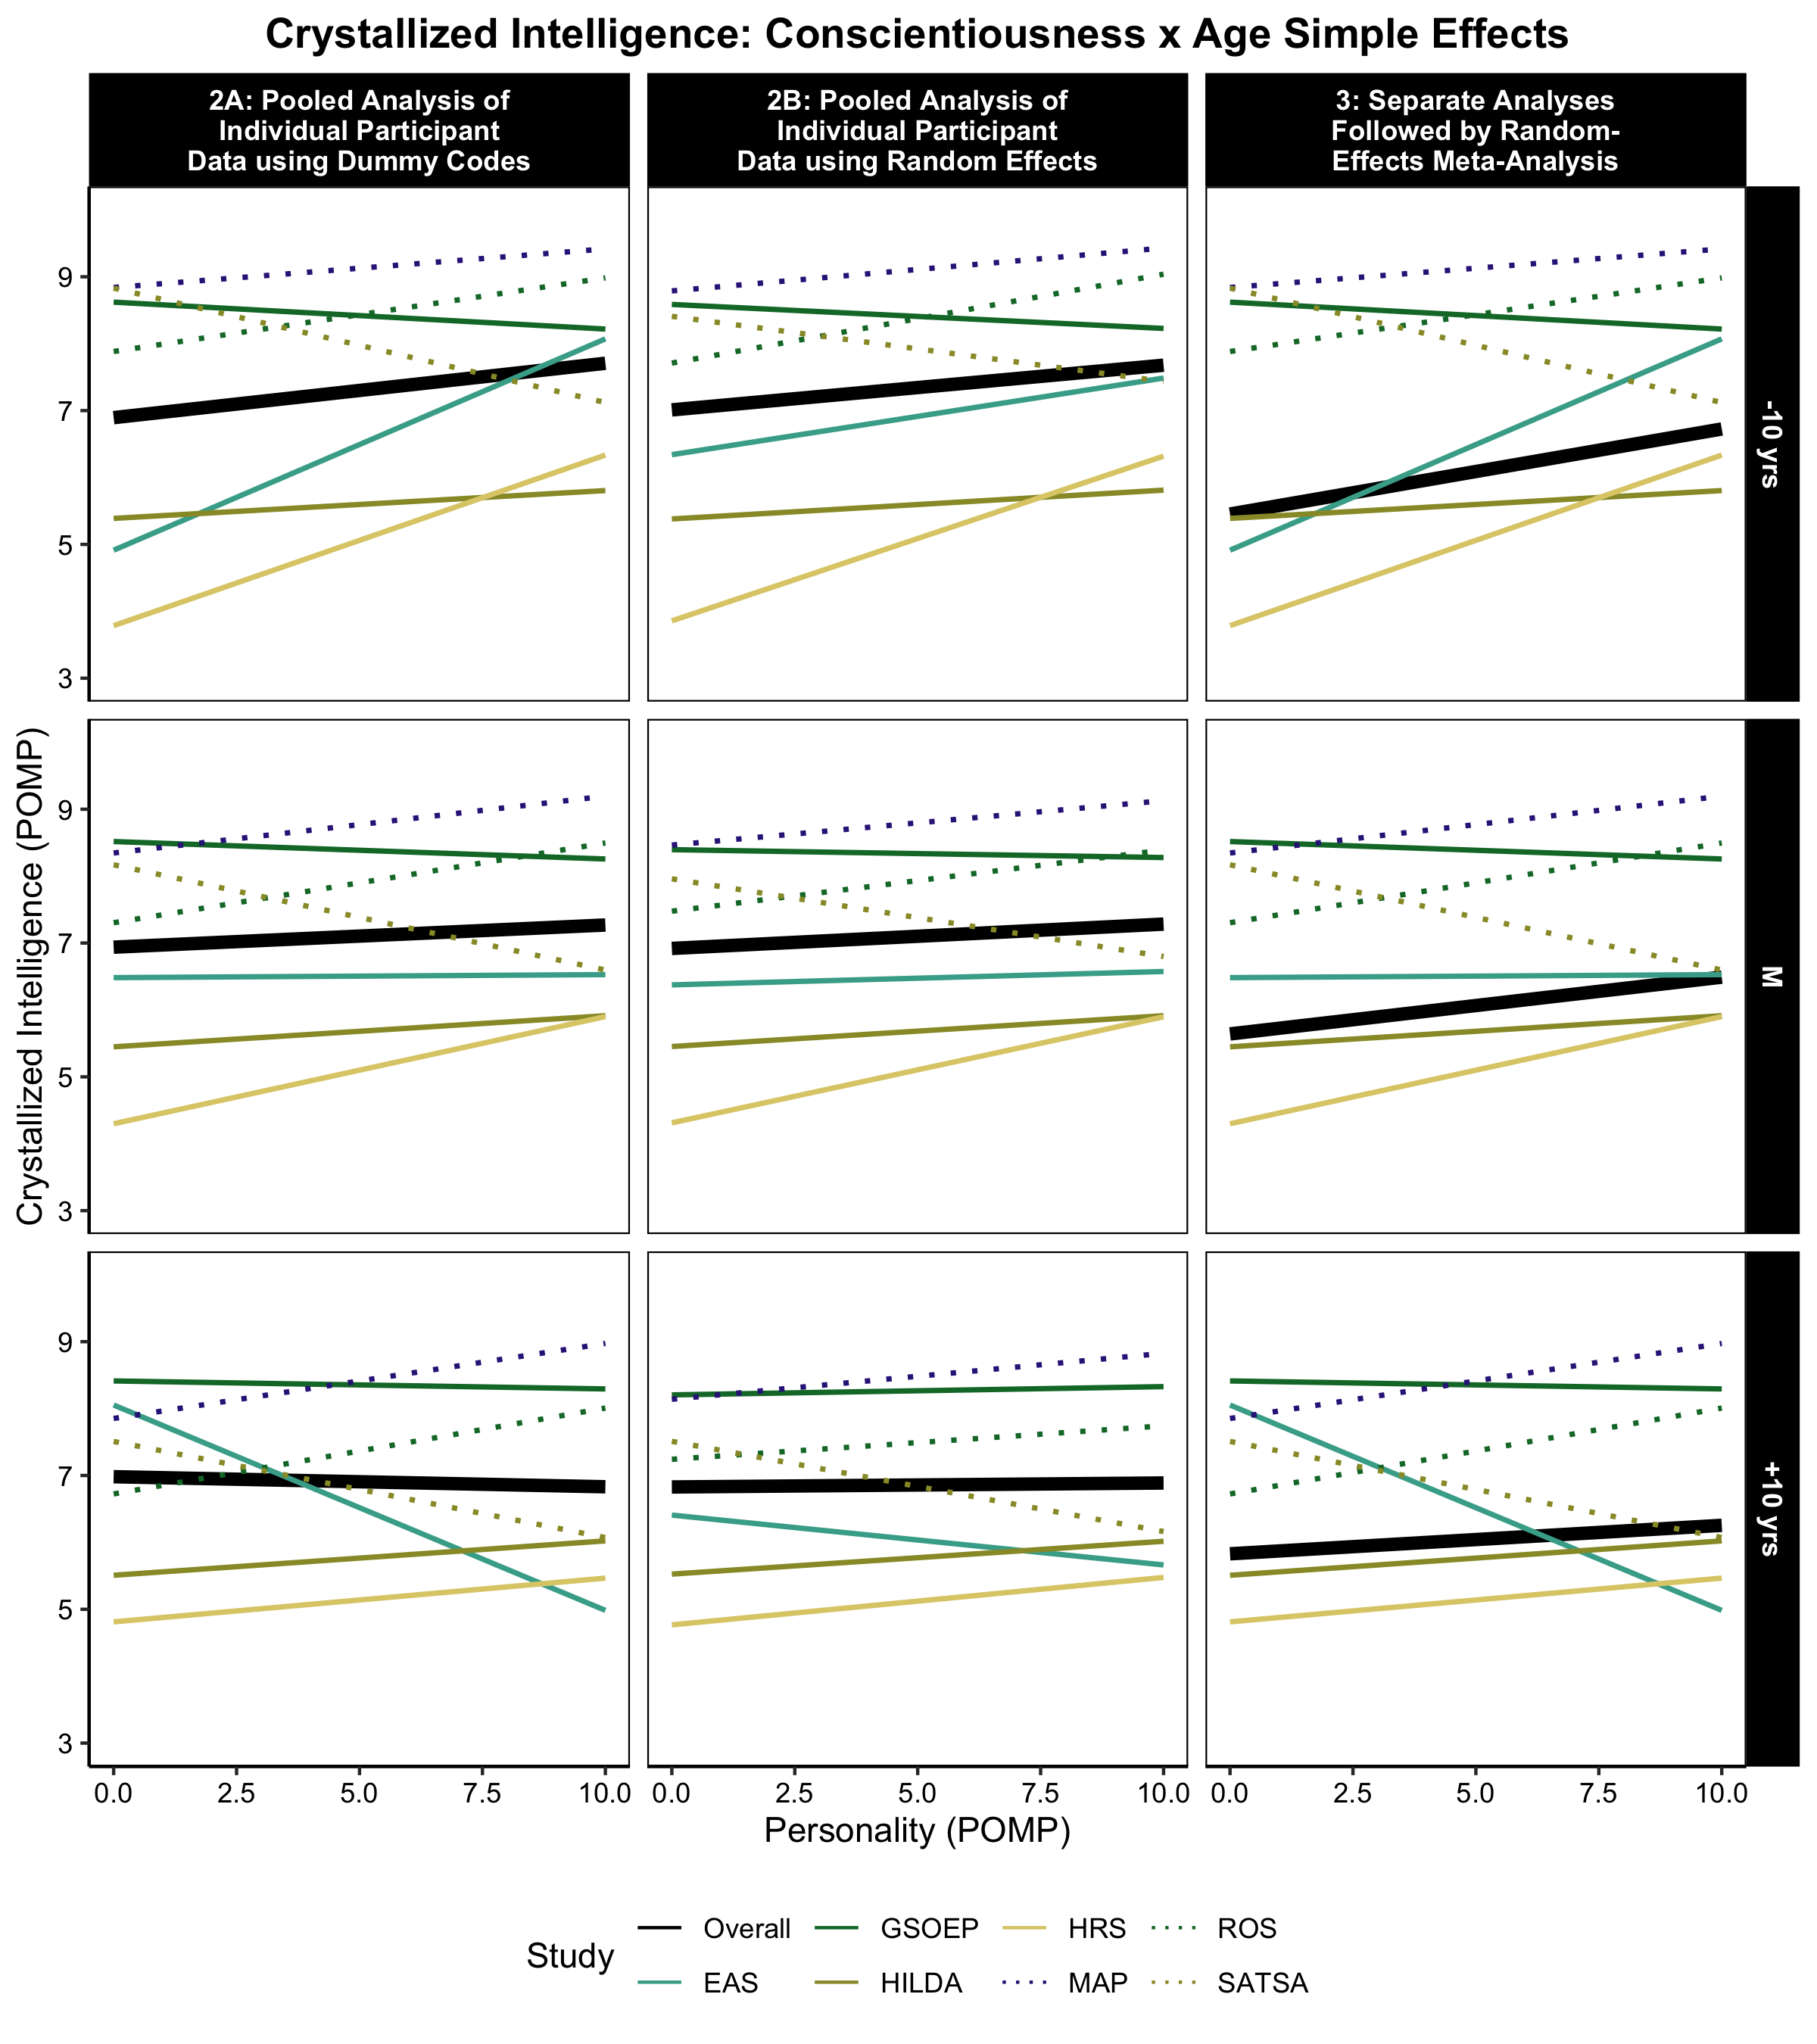 Crystallized Intelligence: Conscientiousness x Age Simple Effects
2A: Pooled Analysis of
Individual Participant
Data using Dummy Codes
2B: Pooled Analysis of
Individual Participant
Data using Random Effects
3: Separate Analyses
Followed by Random-
Effects Meta-Analysis
9
7
5
3
-10 yrs
Crystallized Intelligence (POMP)
9
7
5
3
M
9
7
5
3
+10 yrs
0.0 2.5 5.0 7.5 10.0
0.0 2.5 5.0 7.5 10.0
0.0 2.5 5.0 7.5 10.0
Personality (POMP)
Study
Overall GSOEP HRS ROS
EAS HILDA MAP SATSA